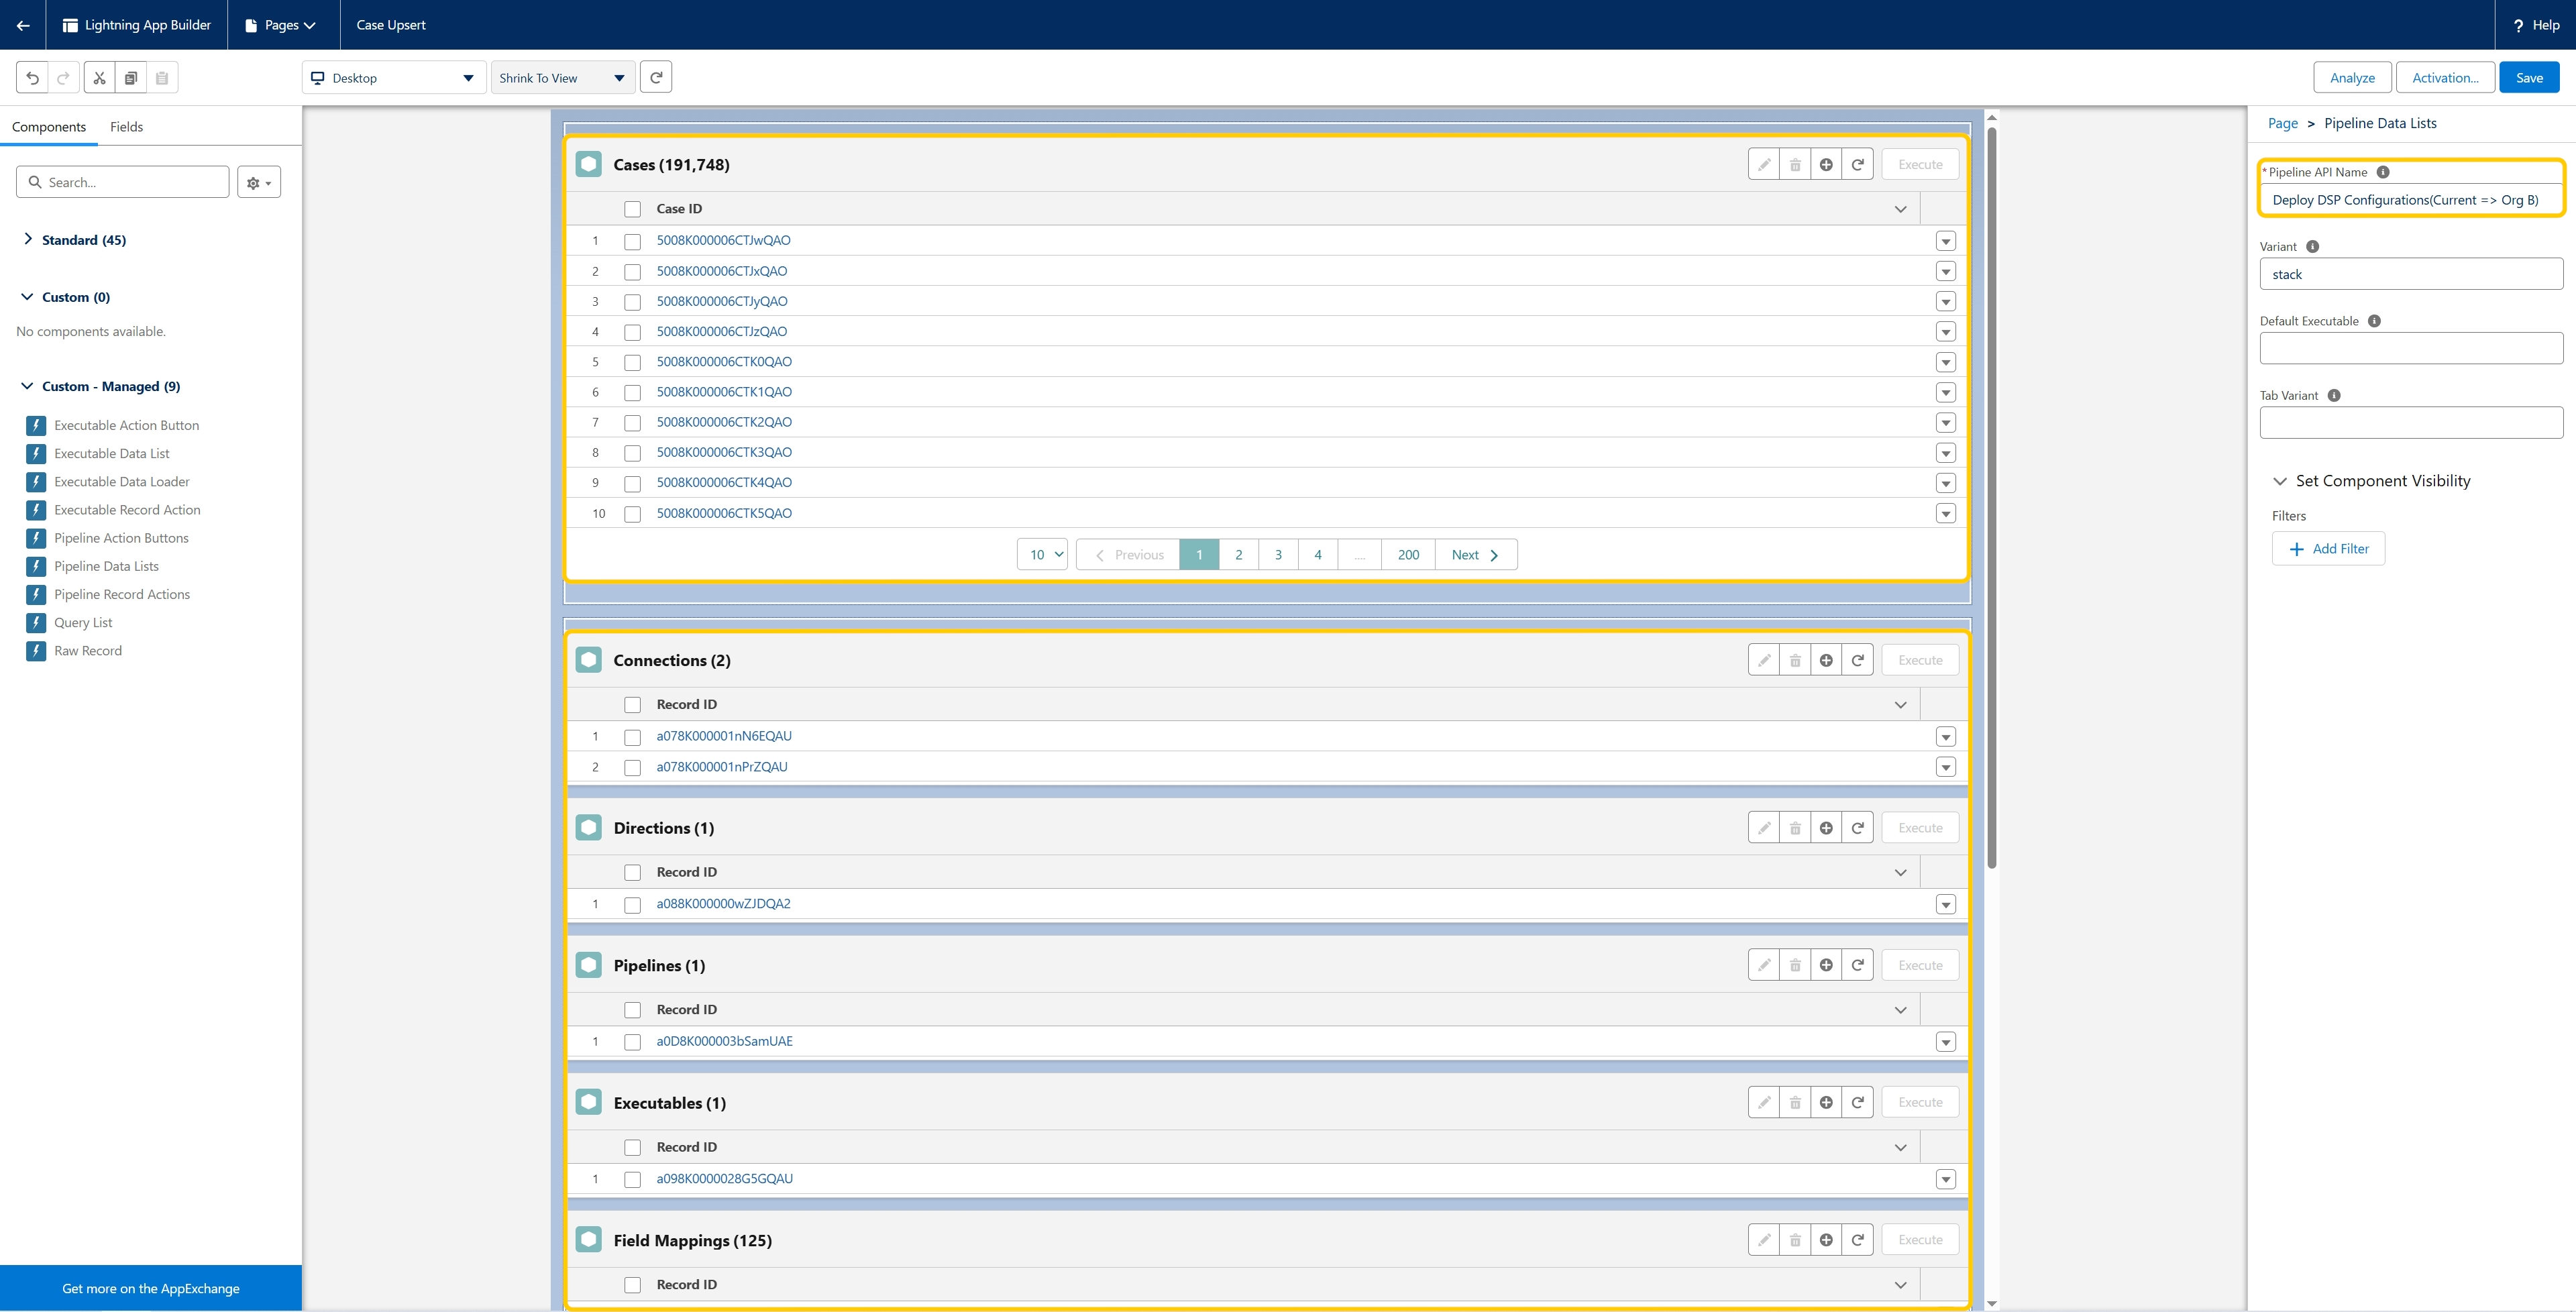 Lightning App Builder
Pages
Case Upsert
? Help
Desktop
Shrink To View
Analyze
Activation...
Save
Components
Fields
Search...
Standard (45)
Custom (0)
No components available.
Custom - Managed (9)
Executable Action Button
Executable Data List
Executable Data Loader
Executable Record Action
Pipeline Action Buttons
Pipeline Data Lists
Pipeline Record Actions
Query List
Raw Record
Get more on the AppExchange
Cases (191,748)
Execute
Case ID
1 5008K000006CTJwQAO
2 5008K000006CTJxQAO
3 5008K000006CTJyQAO
4 5008K000006CTJzQAO
5 5008K000006CTK0QAO
6 5008K000006CTK1QAO
7 5008K000006CTK2QAO
8 5008K000006CTK3QAO
9 5008K000006CTK4QAO
10 5008K000006CTK5QAO
10 Previous 1 2 3 4 .... 200 Next
Connections (2)
Execute
Record ID
1 a078K000001nN6EQAU
2 a078K000001nPrZQAU
Directions (1)
Execute
Record ID
1 a088K000000wZJDQA2
Pipelines (1)
Execute
Record ID
1 a0D8K000003bSamUAE
Executables (1)
Execute
Record ID
1 a098K0000028G5GQAU
Field Mappings (125)
Execute
Record ID
Page > Pipeline Data Lists
*Pipeline API Name
Deploy DSP Configurations(Current => Org B)
Variant
stack
Default Executable
Tab Variant
Set Component Visibility
Filters
+ Add Filter